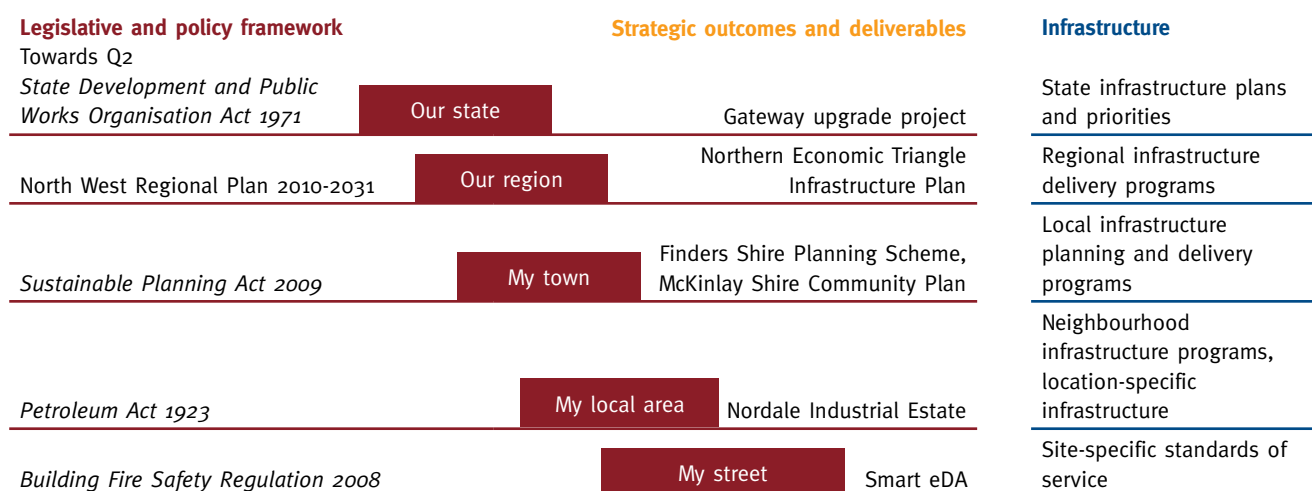 Legislative and policy framework
Strategic outcomes and deliverables
Infrastructure
Towards Q2
State Development and Public
Works Organisation Act 1971
Our state
Gateway upgrade project
State infrastructure plans
and priorities
North West Regional Plan 2010-2031
Our region
Northern Economic Triangle
Infrastructure Plan
Regional infrastructure
delivery programs
Sustainable Planning Act 2009
My town
Finders Shire Planning Scheme,
McKinlay Shire Community Plan
Local infrastructure
planning and delivery
programs
Petroleum Act 1923
My local area
Nordale Industrial Estate
Neighbourhood
infrastructure programs,
location-specific
infrastructure
Building Fire Safety Regulation 2008
My street
Smart eDA
Site-specific standards of
service